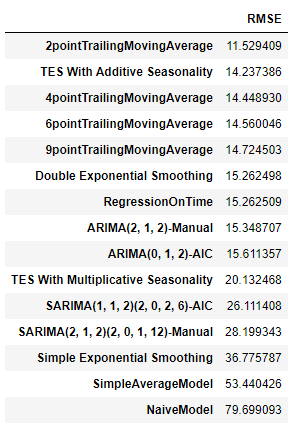 RMSE
2pointTrailingMovingAverage 11.529409
TES With Additive Seasonality 14.237386
4pointTrailingMovingAverage 14.448930
6pointTrailingMovingAverage 14.560046
9pointTrailingMovingAverage 14.724503
Double Exponential Smoothing 15.262498
RegressionOnTime 15.262509
ARIMA(2, 1, 2)-Manual 15.348707
ARIMA(0, 1, 2)-AIC 15.611357
TES With Multiplicative Seasonality 20.132468
SARIMA(1, 1, 2)(2, 0, 2, 6)-AIC 26.111408
SARIMA(2, 1, 2)(2, 0, 1, 12)-Manual 28.199343
Simple Exponential Smoothing 36.775787
SimpleAverageModel 53.440426
NaiveModel 79.699093